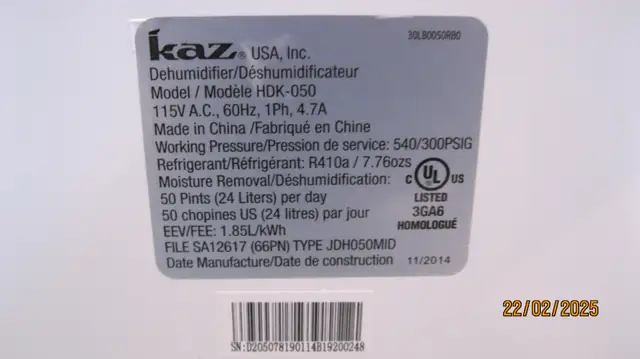 kaz® USA, Inc.
30LB0050RB0
Dehumidifier/Déshumidificateur
Model / Modèle HDK-050
115V A.C., 60Hz, 1Ph, 4.7A
Made in China /Fabriqué en Chine
Working Pressure/Pression de service: 540/300PSIG
Refrigerant/Réfrigérant: R410a / 7.76ozs
Moisture Removal/Déshumidification:
50 Pints (24 Liters) per day
50 chopines US (24 litres) par jour
EEV/FEE: 1.85L/kWh
C UL US
LISTED
3GA6
HOMOLOGUÉ
FILE SA12617 (66PN) TYPE JDH050MID
Date Manufacture/Date de construction 11/2014
SN:D205078190114B19200248
22/02/2025